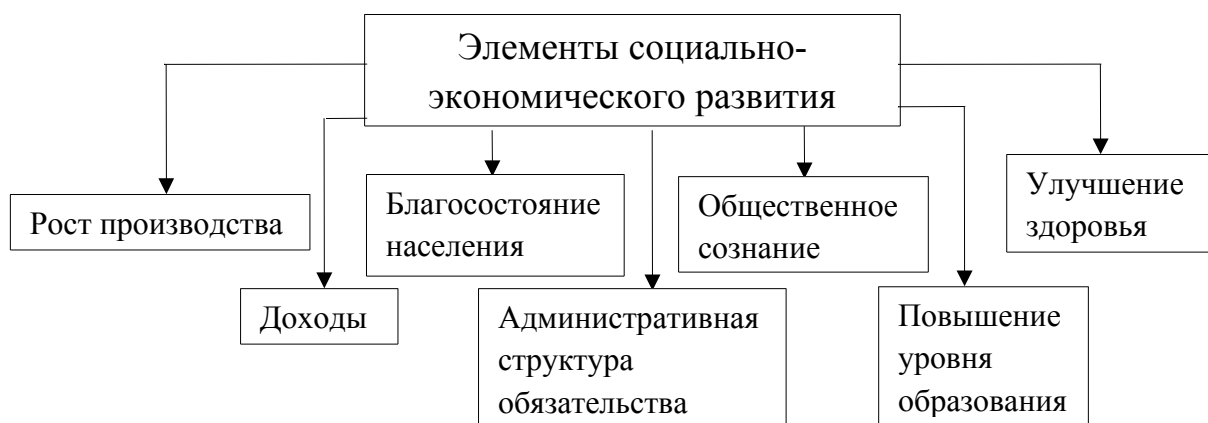 Элементы социально-
экономического развития
Рост производства
Доходы
Благосостояние
населения
Административная
структура
обязательства
Общественное
сознание
Повышение
уровня
образования
Улучшение
здоровья